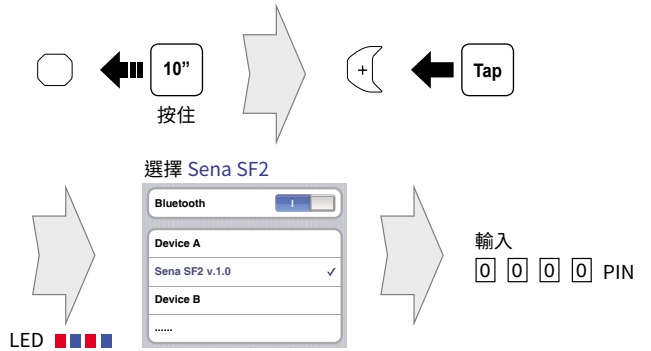 10”
按住
+
Tap
LED
選擇 Sena SF2
Bluetooth
Device A
Sena SF2 v.1.0 ✓
Device B
......
輸入
0 0 0 0 PIN